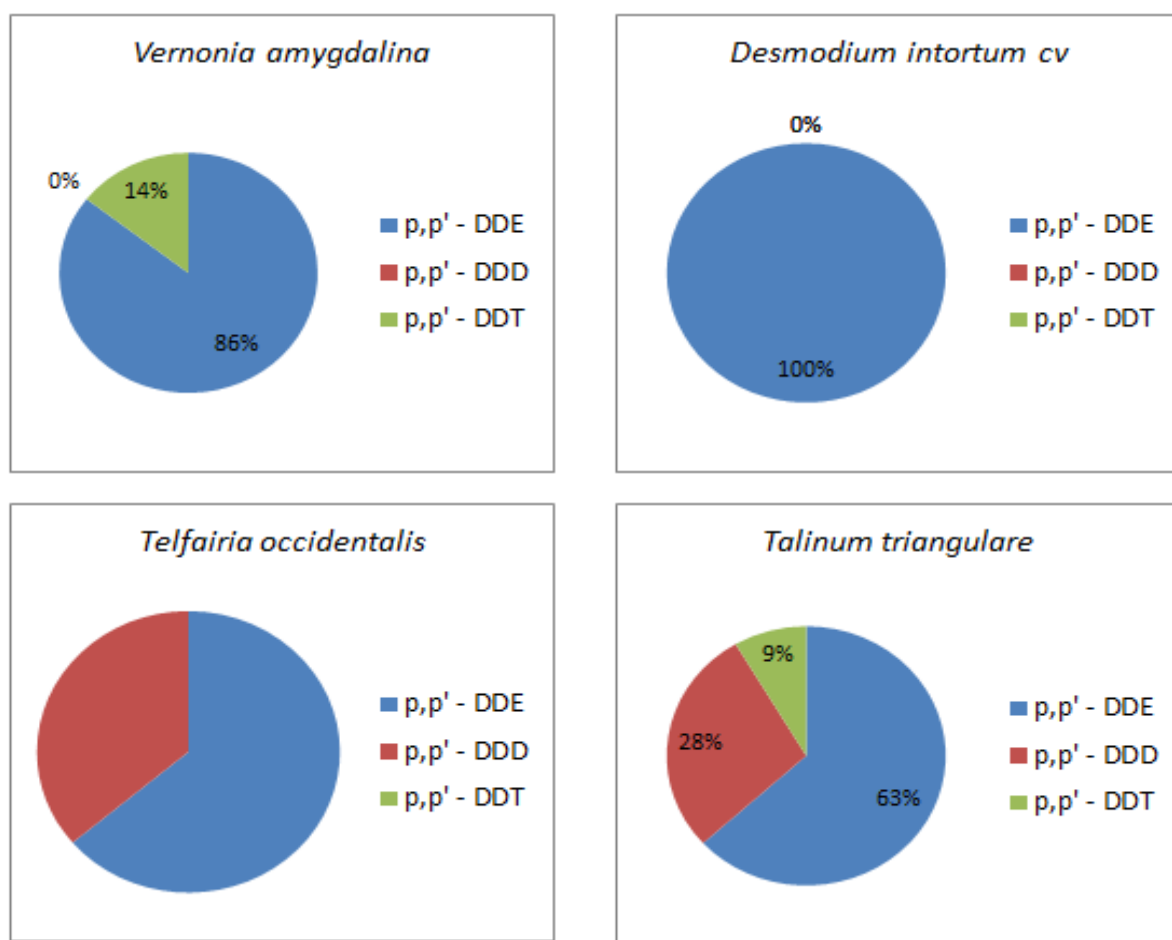 Vernonia amygdalina
0%
14%
86%
p,p' - DDE
p,p' - DDD
p,p' - DDT
Desmodium intortum cv
0%
100%
p,p' - DDE
p,p' - DDD
p,p' - DDT
Telfairia occidentalis
p,p' - DDE
p,p' - DDD
p,p' - DDT
Talinum triangulare
9%
28%
63%
p,p' - DDE
p,p' - DDD
p,p' - DDT